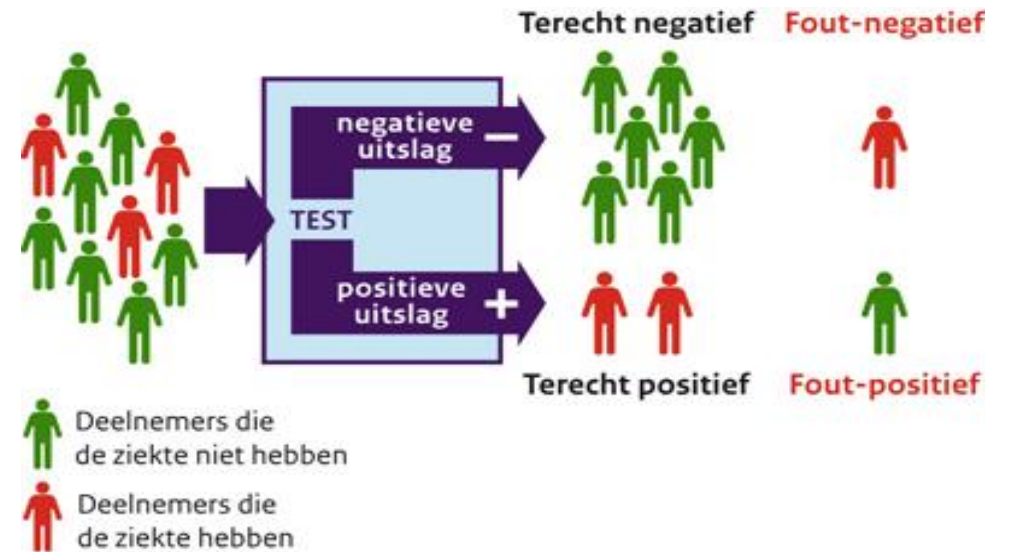 Terecht negatief
Fout-negatief
negatieve
uitslag
−
TEST
positieve
uitslag
+
Terecht positief
Fout-positief
Deelnemers die
de ziekte niet hebben
Deelnemers die
de ziekte hebben